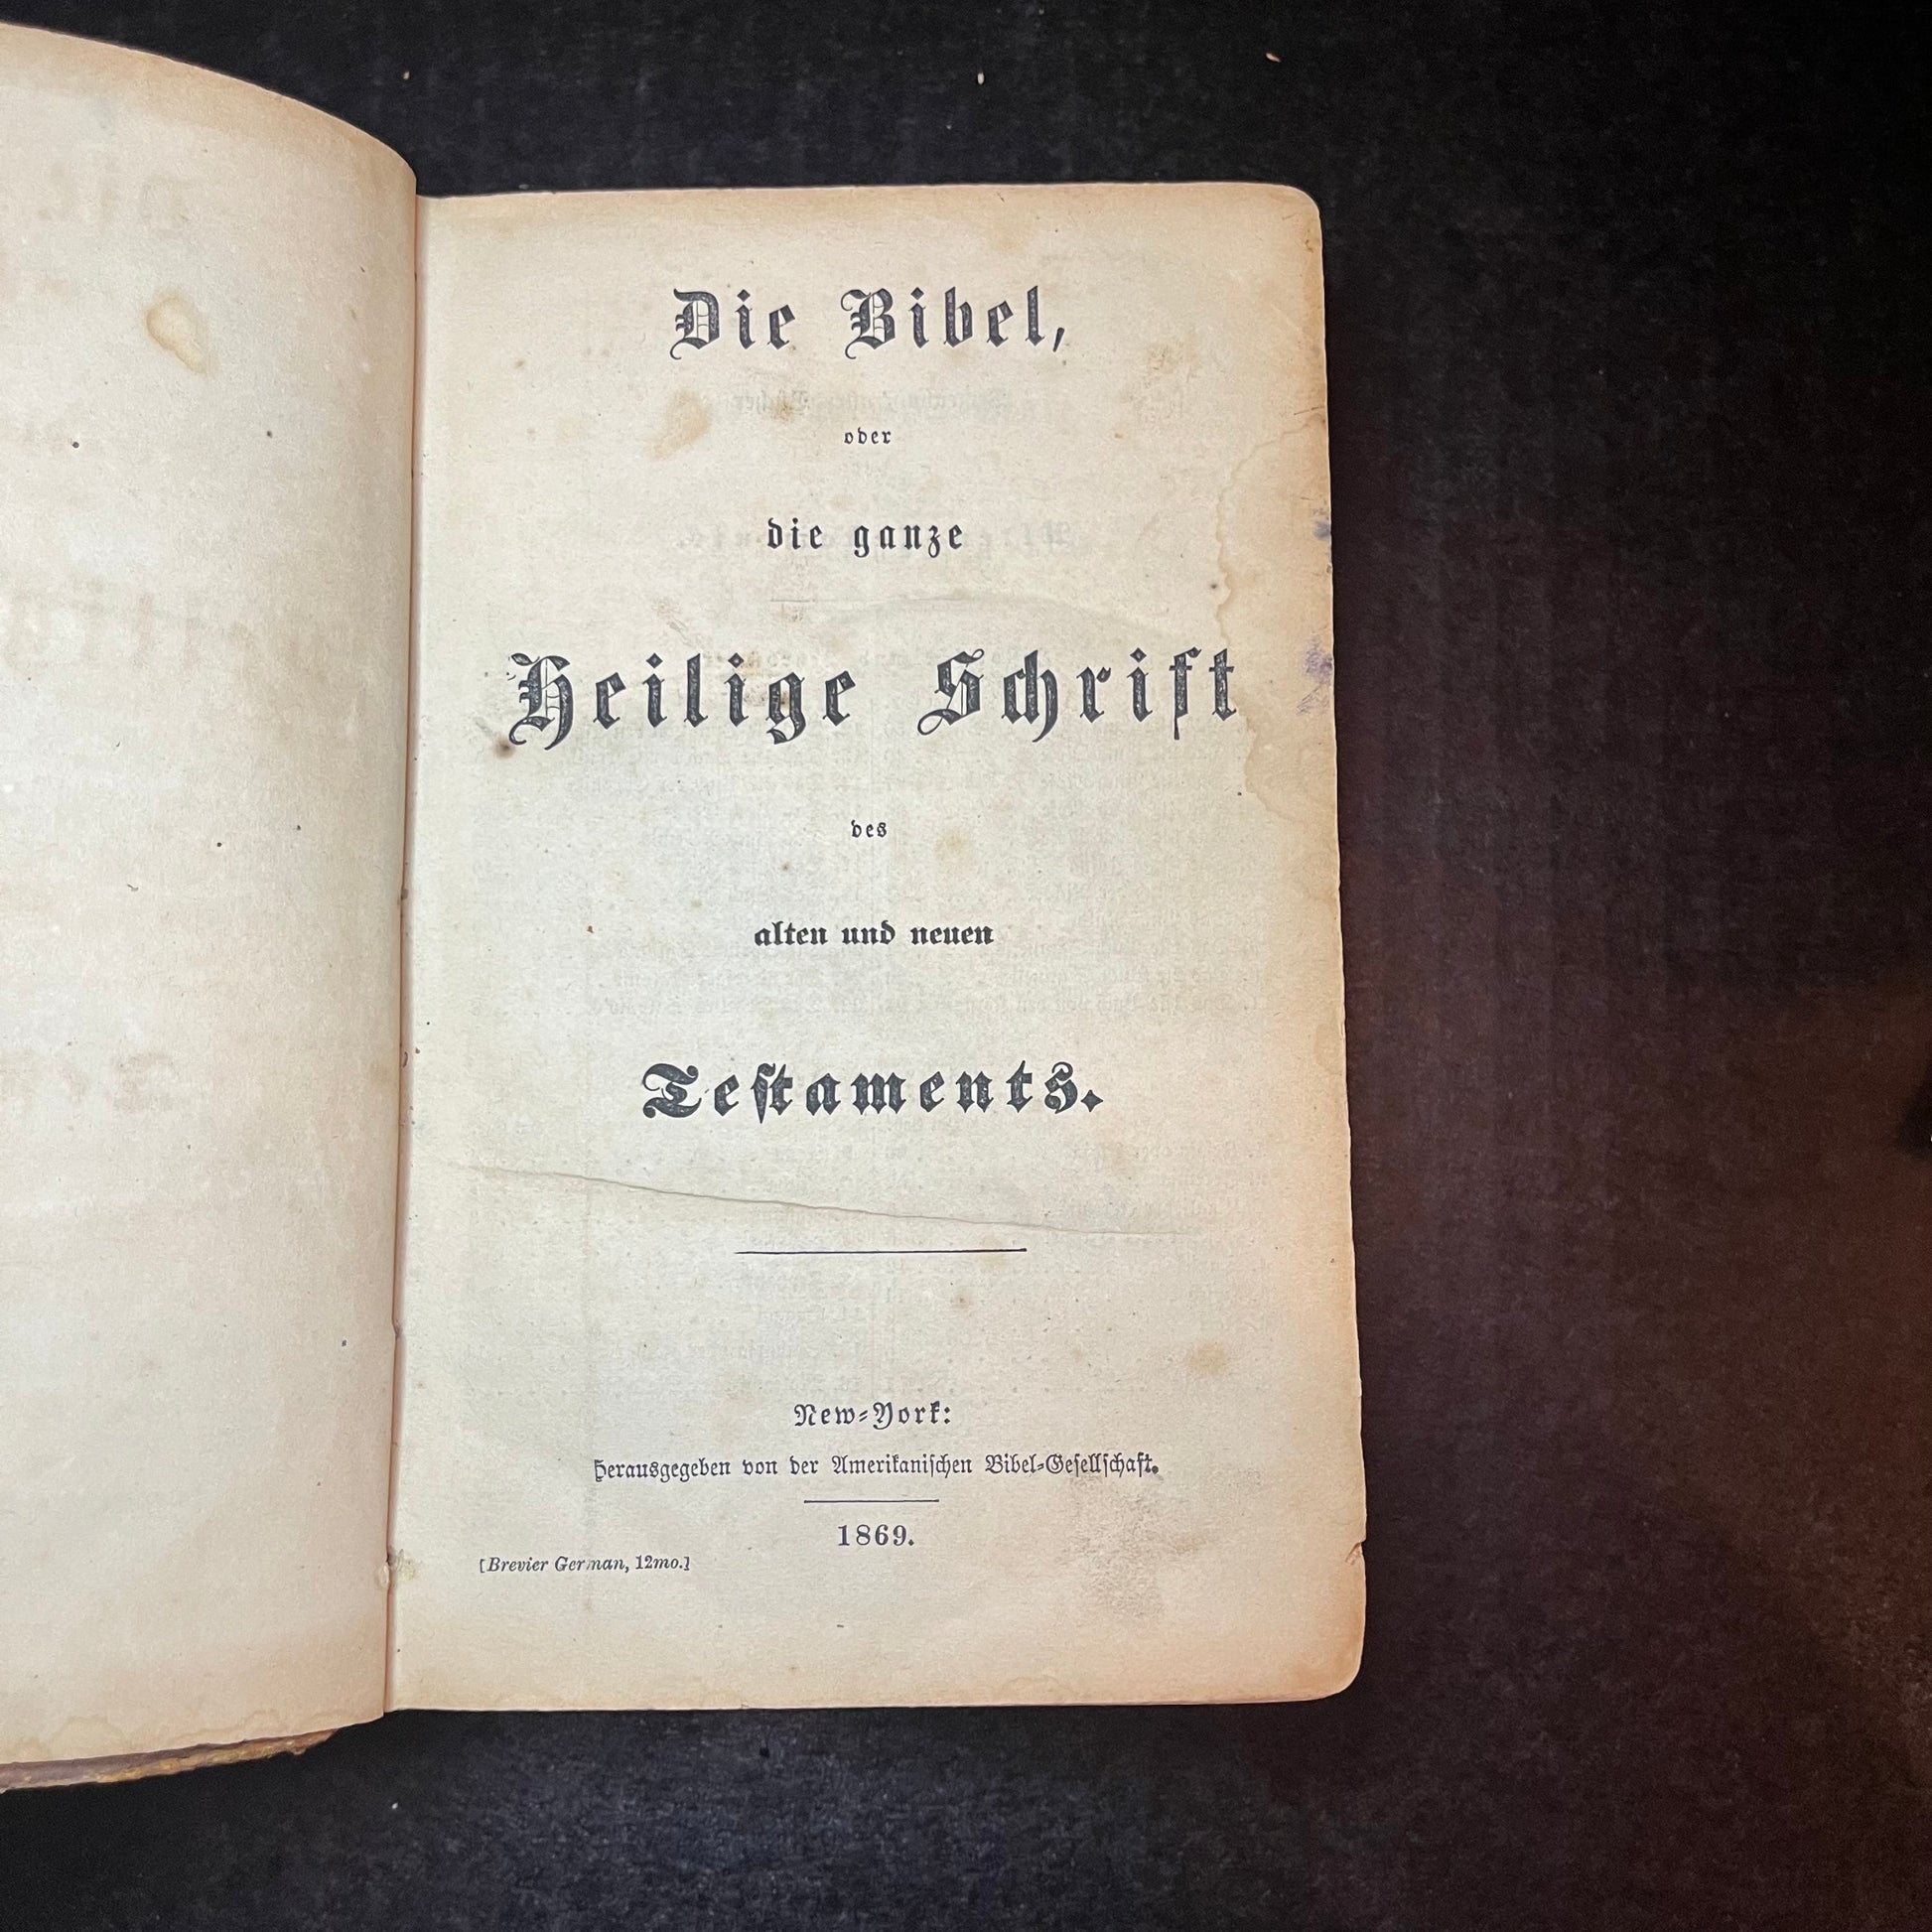 Die Bibel,
oder
die ganze
Heilige Schrift
des
alten und neuen
Teſtaments.
New-York:
Herausgegeben von der Amerikaniſchen Bibel-Geſellſchaft.
1869.
[Brevier German, 12mo.]